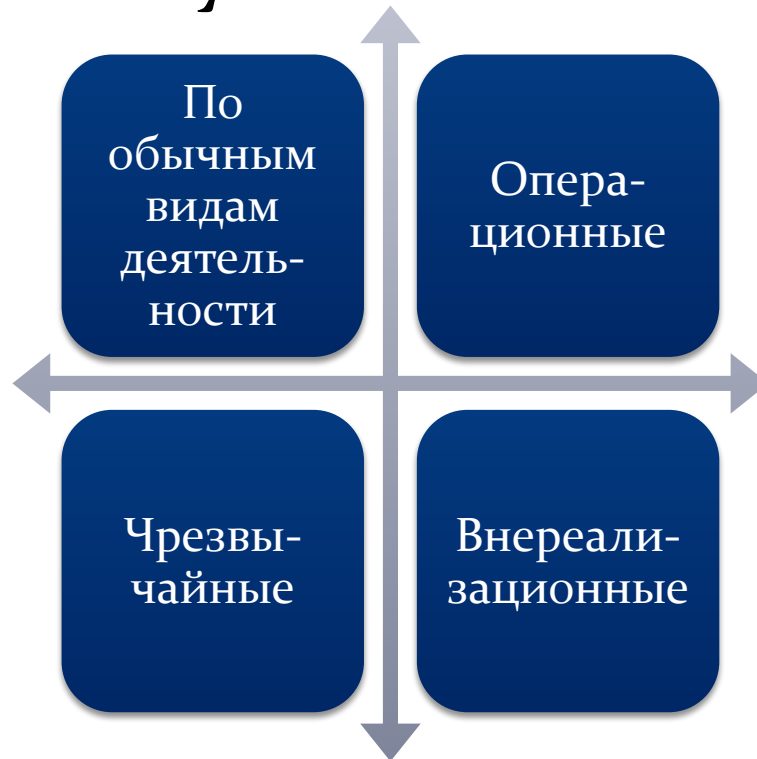 По
обычным
видам
деятель-
ности
Опера-
ционные
Чрезвы-
чайные
Внереали-
зационные